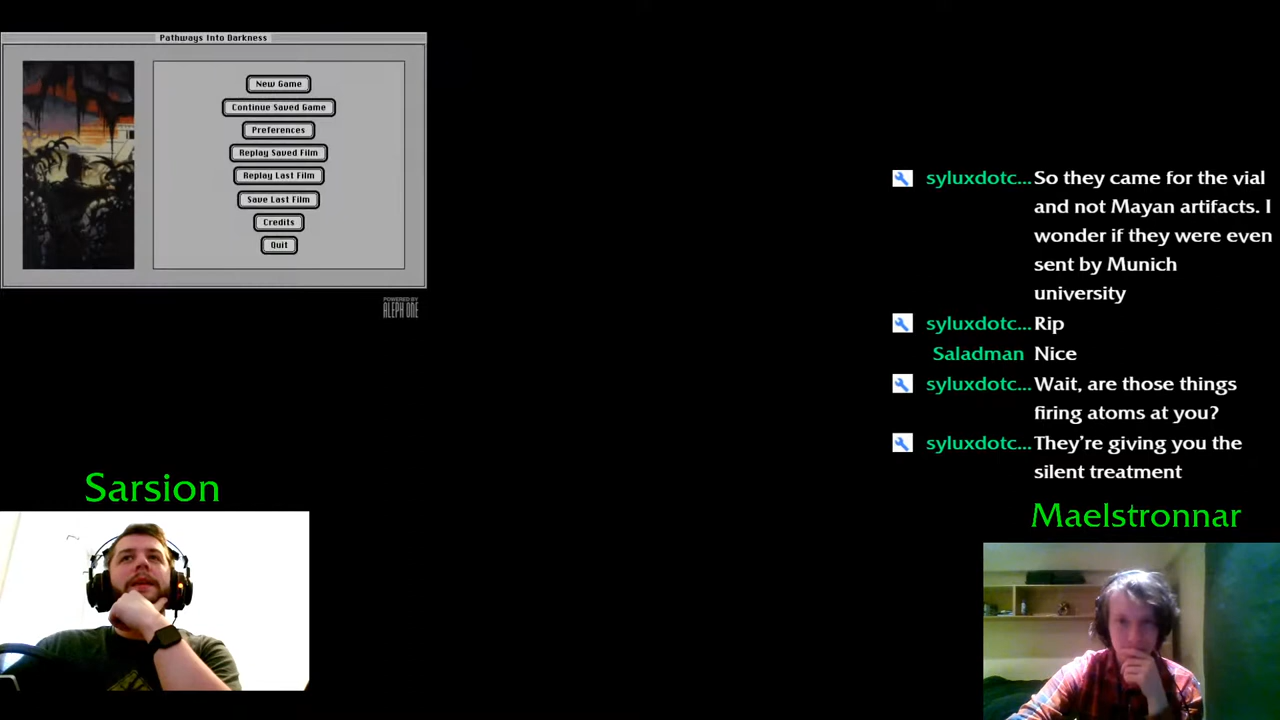 Pathways Into Darkness
New Game
Continue Saved Game
Preferences
Replay Saved Film
Replay Last Film
Save Last Film
Credits
Quit
POWERED BY
ALEPH ONE
syluxdotc... So they came for the vial
and not Mayan artifacts. I
wonder if they were even
sent by Munich
university
syluxdotc... Rip
Saladman Nice
syluxdotc... Wait, are those things
firing atoms at you?
syluxdotc... They're giving you the
silent treatment
Sarsion
Maelstronnar